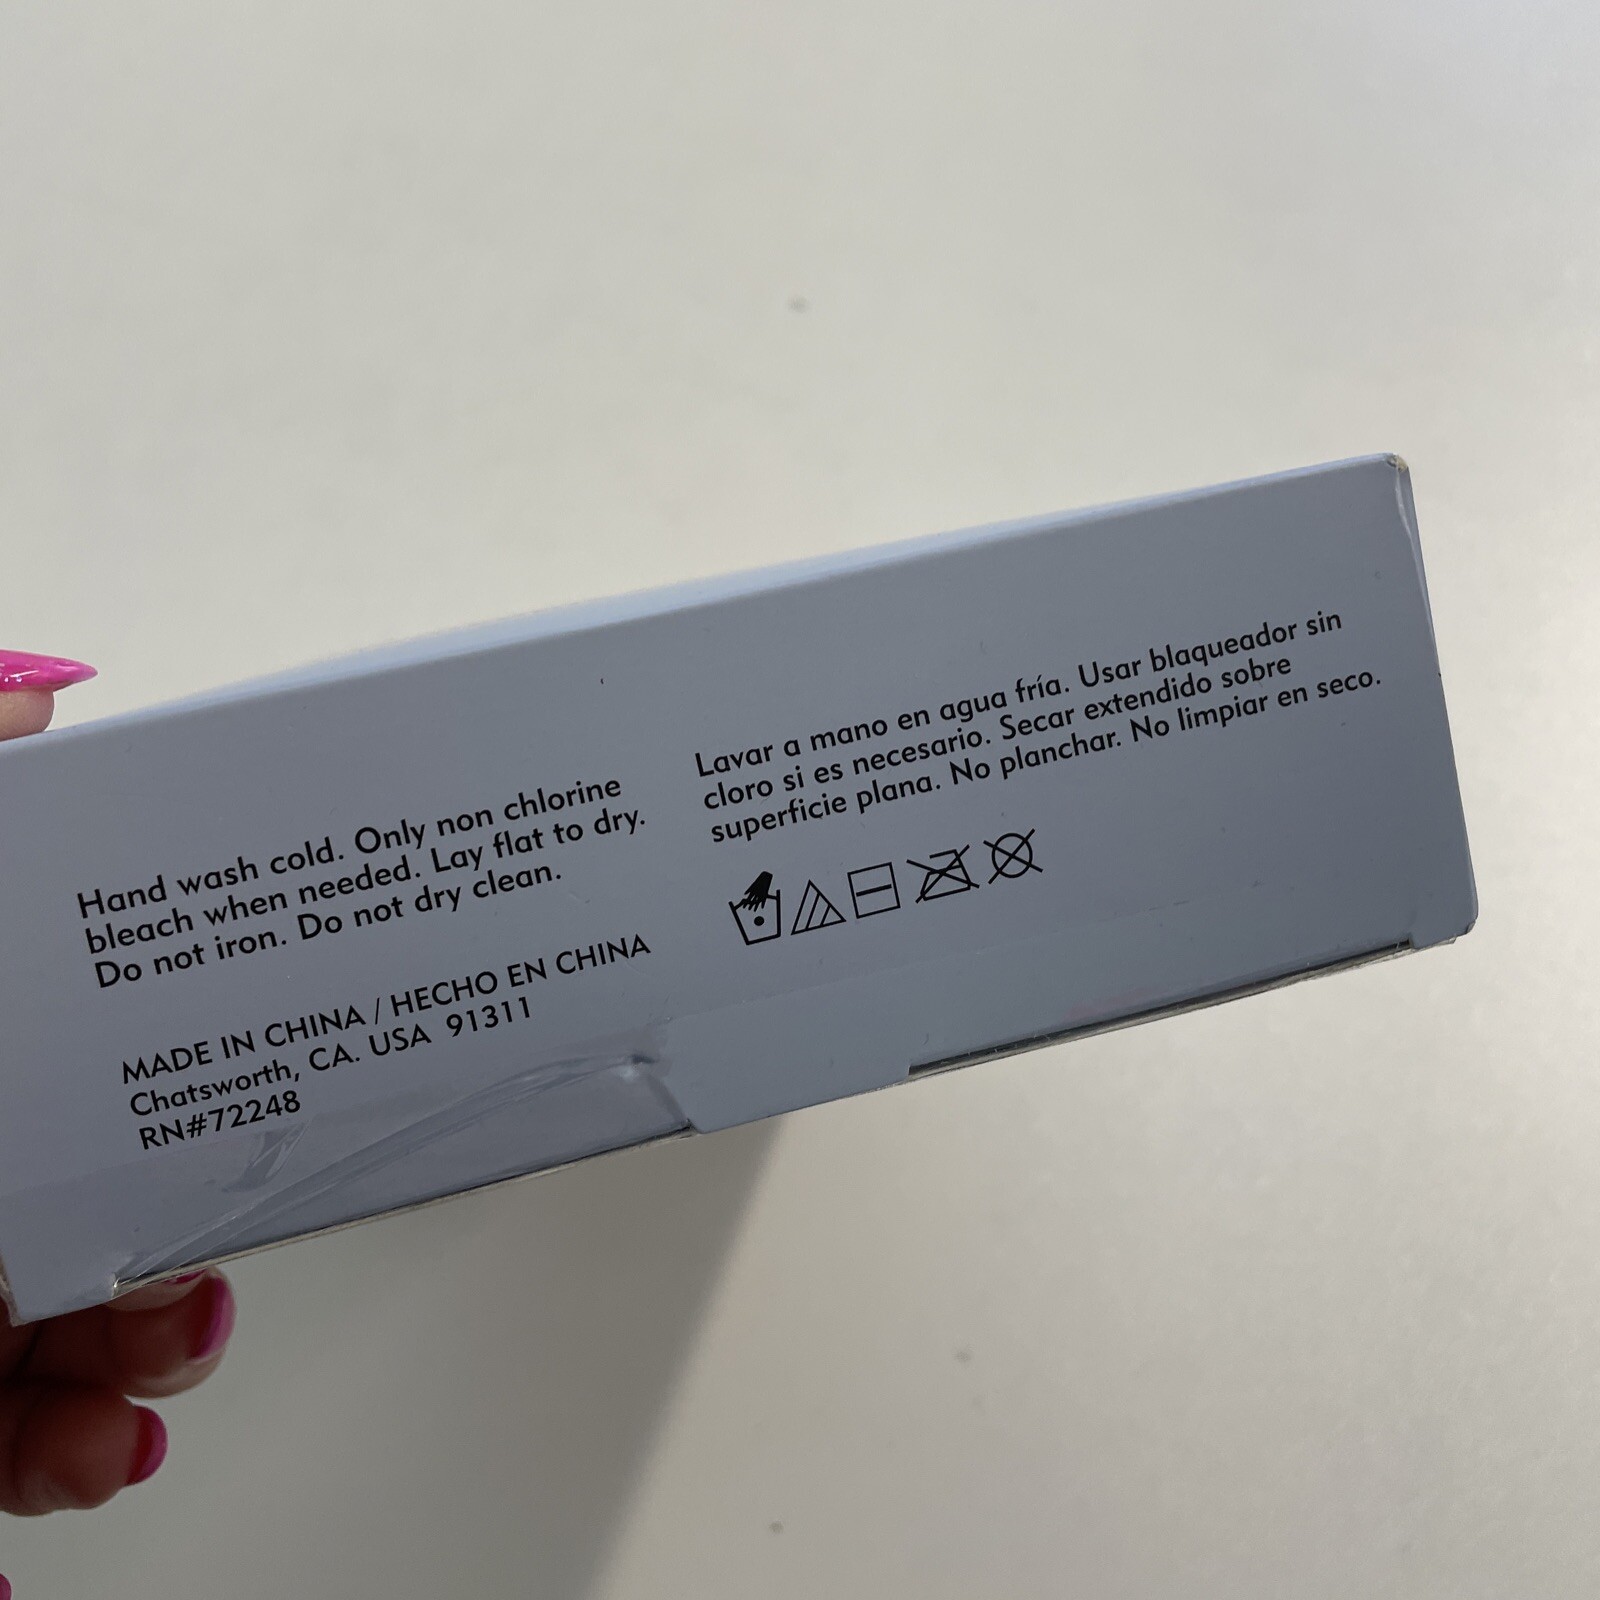 Hand wash cold. Only non chlorine
bleach when needed. Lay flat to dry.
Do not iron. Do not dry clean.
MADE IN CHINA / HECHO EN CHINA
Chatsworth, CA. USA 91311
RN#72248
Lavar a mano en agua fría. Usar blaqueador sin
cloro si es necesario. Secar extendido sobre
superficie plana. No planchar. No limpiar en seco.